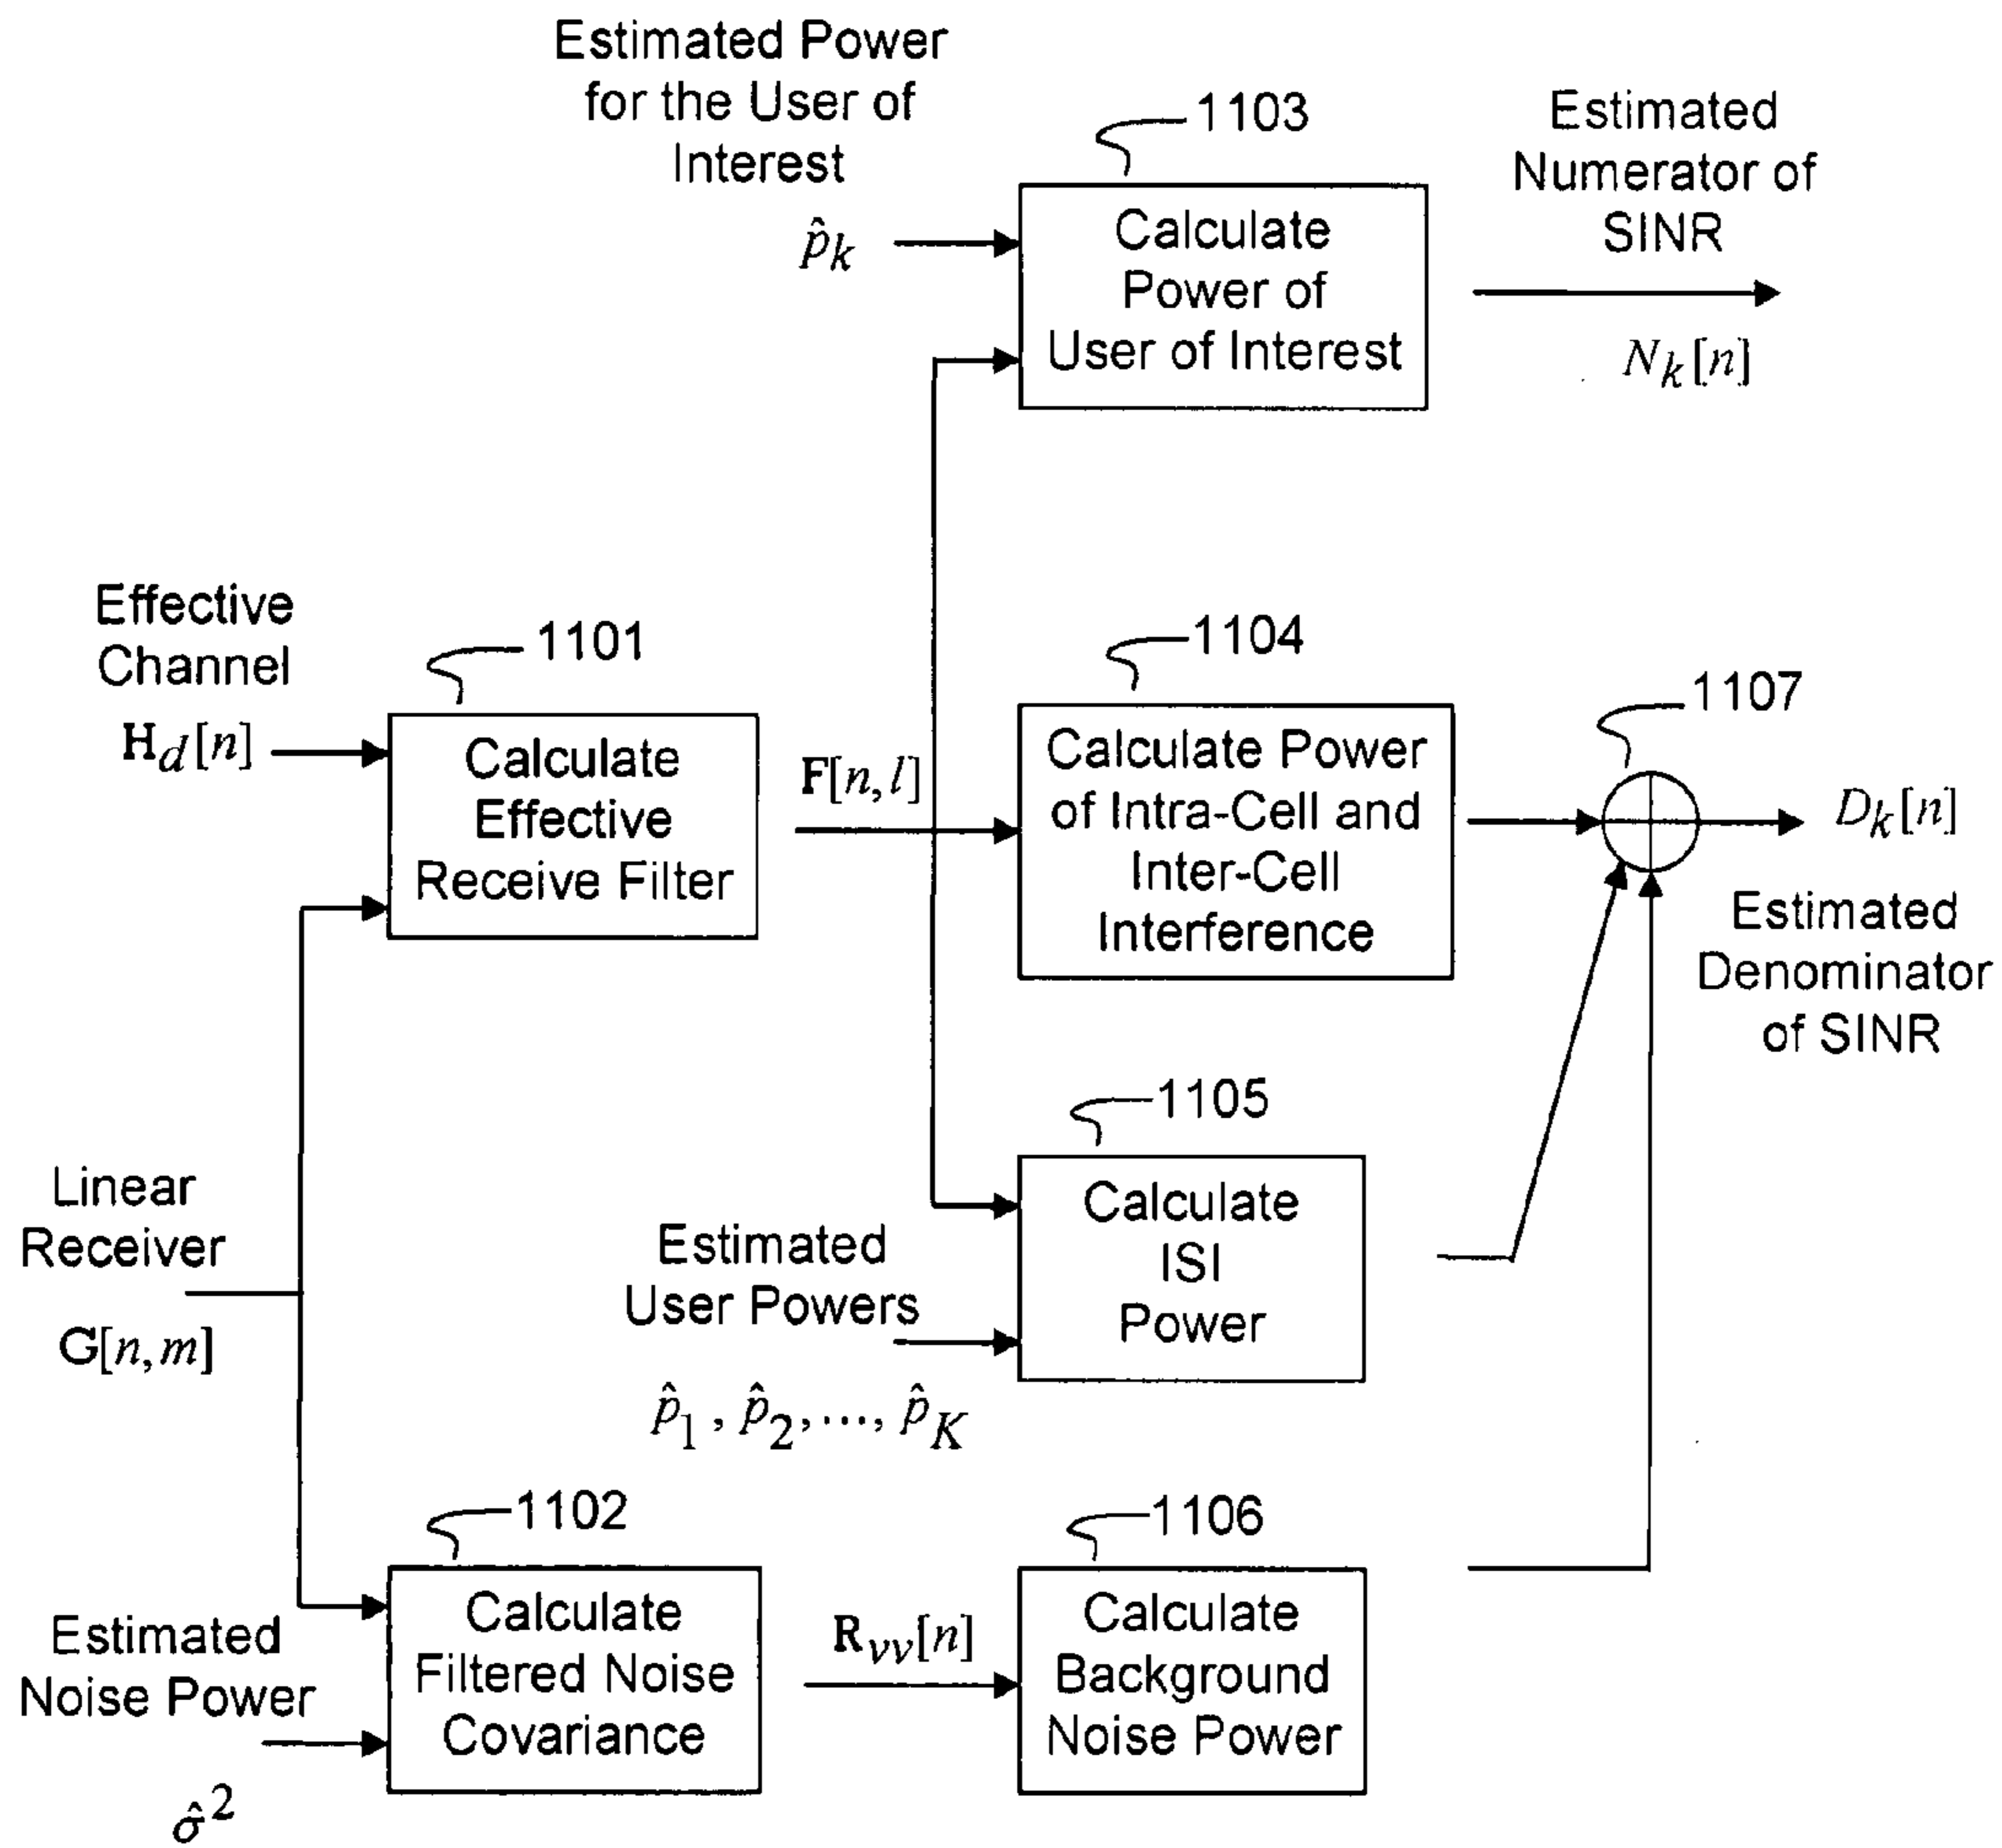 Estimated Power
for the User of
Interest
p̂k
1103
Calculate
Power of
User of Interest
Estimated
Numerator of
SINR
Nk[n]
Effective
Channel
Hd[n]
1101
Calculate
Effective
Receive Filter
F[n,l]
1104
Calculate Power
of Intra-Cell and
Inter-Cell
Interference
1107
Dk[n]
Estimated
Denominator
of SINR
Linear
Receiver
G[n,m]
1105
Calculate
ISI
Power
Estimated
User Powers
p̂1, p̂2,..., p̂K
Estimated
Noise Power
σ̂2
1102
Calculate
Filtered Noise
Covariance
Rvv[n]
1106
Calculate
Background
Noise Power